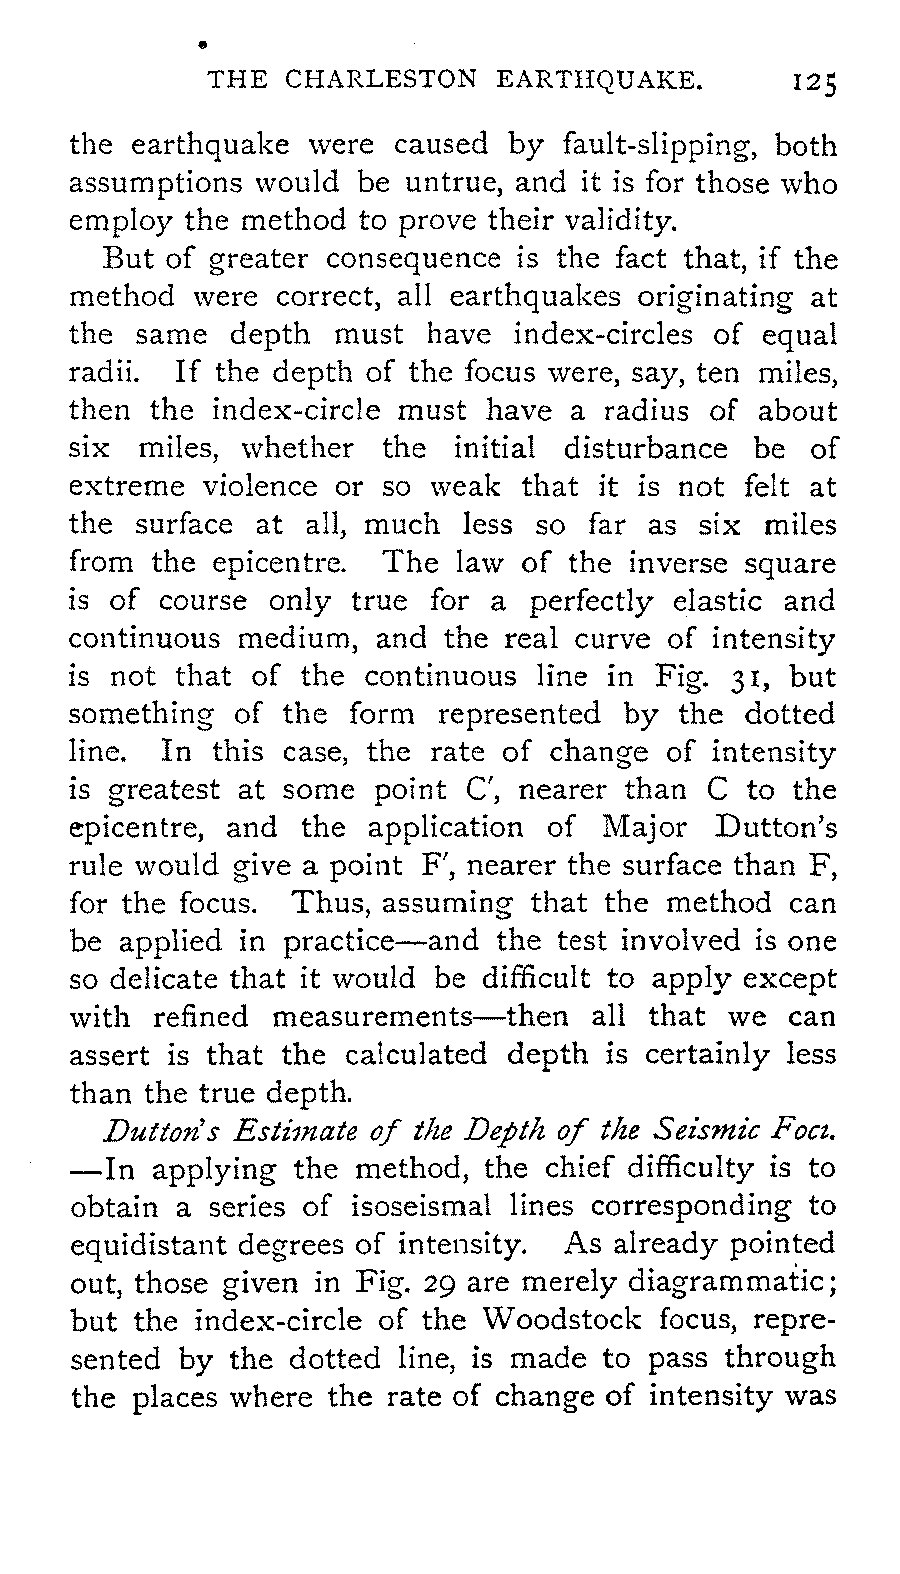 THE CHARLESTON EARTHQUAKE. 125
the earthquake were caused by fault-slipping, both
assumptions would be untrue, and it is for those who
employ the method to prove their validity.
But of greater consequence is the fact that, if the
method were correct, all earthquakes originating at
the same depth must have index-circles of equal
radii. If the depth of the focus were, say, ten miles,
then the index-circle must have a radius of about
six miles, whether the initial disturbance be of
extreme violence or so weak that it is not felt at
the surface at all, much less so far as six miles
from the epicentre. The law of the inverse square
is of course only true for a perfectly elastic and
continuous medium, and the real curve of intensity
is not that of the continuous line in Fig. 31, but
something of the form represented by the dotted
line. In this case, the rate of change of intensity
is greatest at some point C′, nearer than C to the
epicentre, and the application of Major Dutton's
rule would give a point F′, nearer the surface than F,
for the focus. Thus, assuming that the method can
be applied in practice—and the test involved is one
so delicate that it would be difficult to apply except
with refined measurements—then all that we can
assert is that the calculated depth is certainly less
than the true depth.
Dutton's Estimate of the Depth of the Seismic Foci.
—In applying the method, the chief difficulty is to
obtain a series of isoseismal lines corresponding to
equidistant degrees of intensity. As already pointed
out, those given in Fig. 29 are merely diagrammatic;
but the index-circle of the Woodstock focus, repre-
sented by the dotted line, is made to pass through
the places where the rate of change of intensity was